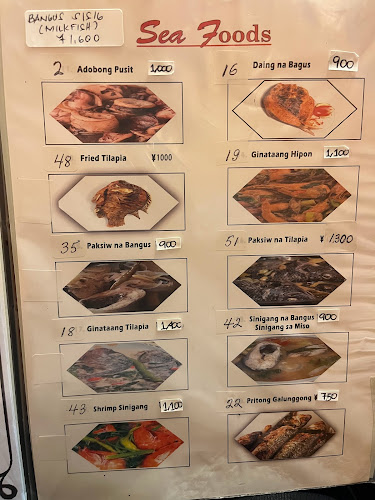 BANGUS SISIG
(MILKFISH)
¥1,600
Sea Foods
2 Adobong Pusit 1,000
16 Daing na Bagus 900
48 Fried Tilapia ¥1000
19 Ginataang Hipon 1,100
35 Paksiw na Bangus 900
51 Paksiw na Tilapia ¥1300
18 Ginataang Tilapia 1,400
42 Sinigang na Bangus 900
Sinigang sa Miso
43 Shrimp Sinigang 1,100
22 Pritong Galunggong ¥750